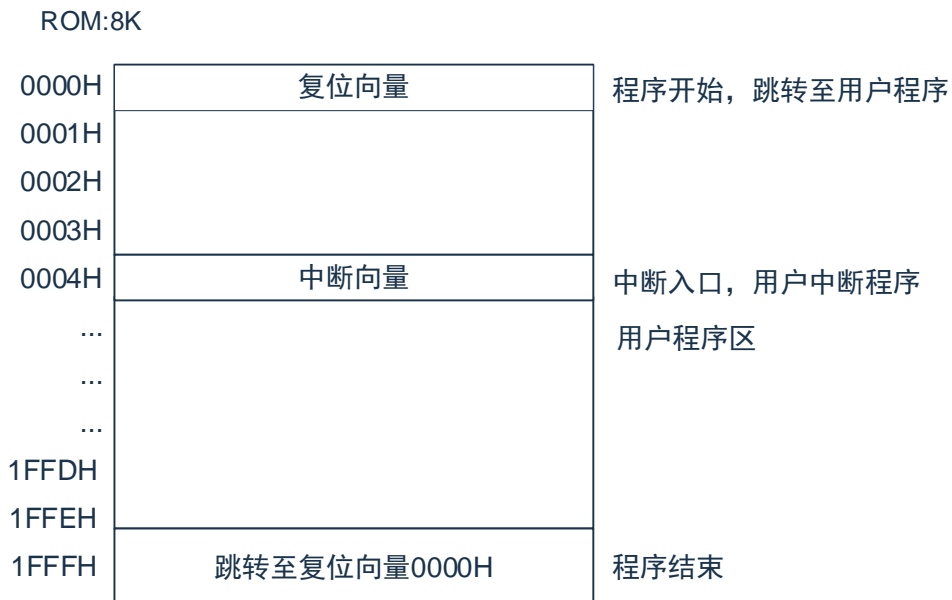 ROM:8K
0000H 复位向量 程序开始，跳转至用户程序
0001H
0002H
0003H
0004H 中断向量 中断入口，用户中断程序
... 用户程序区
...
...
1FFDH
1FFEH
1FFFH 跳转至复位向量0000H 程序结束